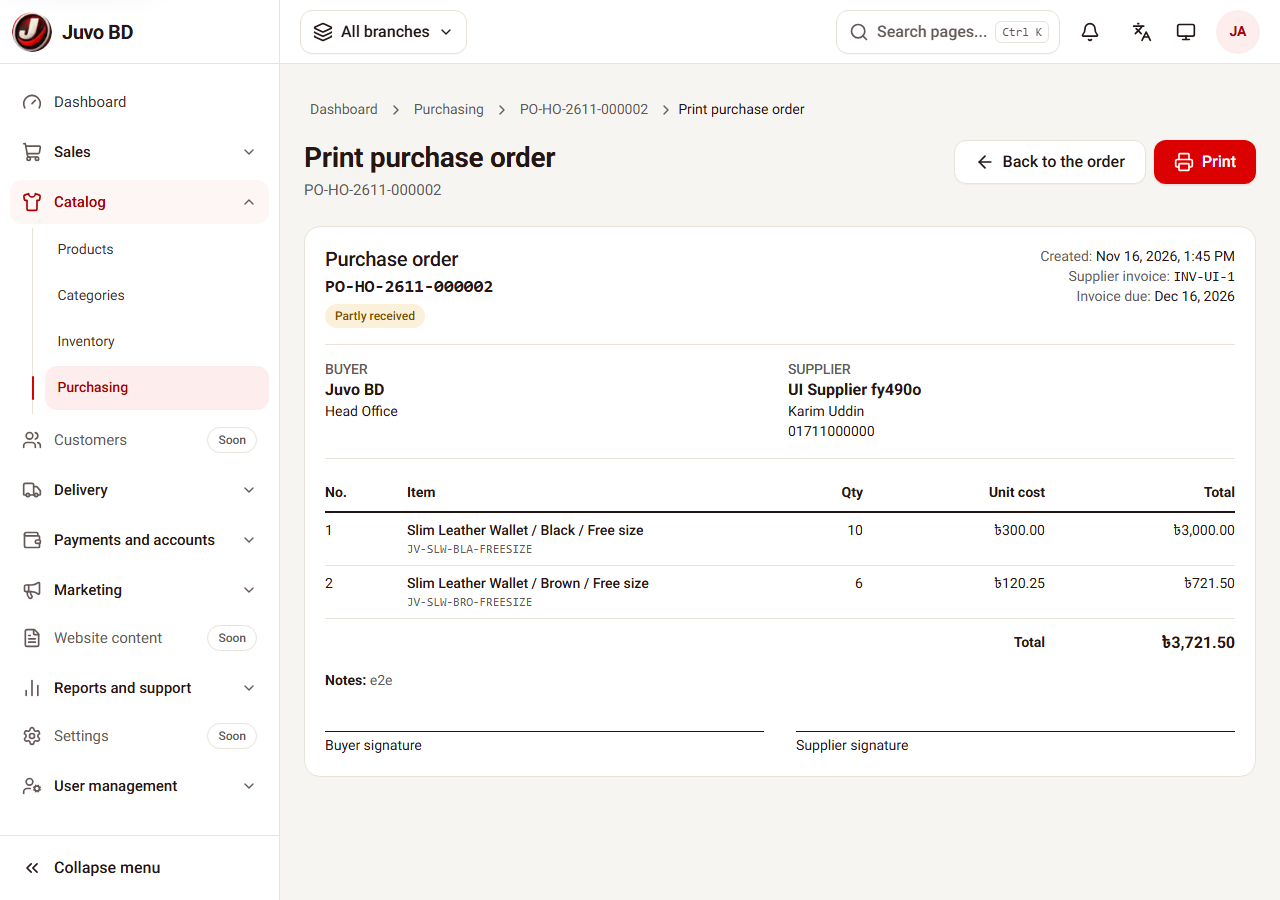 Juvo BD
All branches
Search pages... Ctrl K
JA
Dashboard
Sales
Catalog
Products
Categories
Inventory
Purchasing
Customers Soon
Delivery
Payments and accounts
Marketing
Website content Soon
Reports and support
Settings Soon
User management
Collapse menu
Dashboard > Purchasing > PO-HO-2611-000002 > Print purchase order
Print purchase order
PO-HO-2611-000002
Back to the order
Print
Purchase order
PO-HO-2611-000002
Partly received
Created: Nov 16, 2026, 1:45 PM
Supplier invoice: INV-UI-1
Invoice due: Dec 16, 2026
BUYER
Juvo BD
Head Office
SUPPLIER
UI Supplier fy490o
Karim Uddin
01711000000
No. Item Qty Unit cost Total
1 Slim Leather Wallet / Black / Free size 10 ৳300.00 ৳3,000.00
JV-SLW-BLA-FREESIZE
2 Slim Leather Wallet / Brown / Free size 6 ৳120.25 ৳721.50
JV-SLW-BRO-FREESIZE
Total ৳3,721.50
Notes: e2e
Buyer signature
Supplier signature